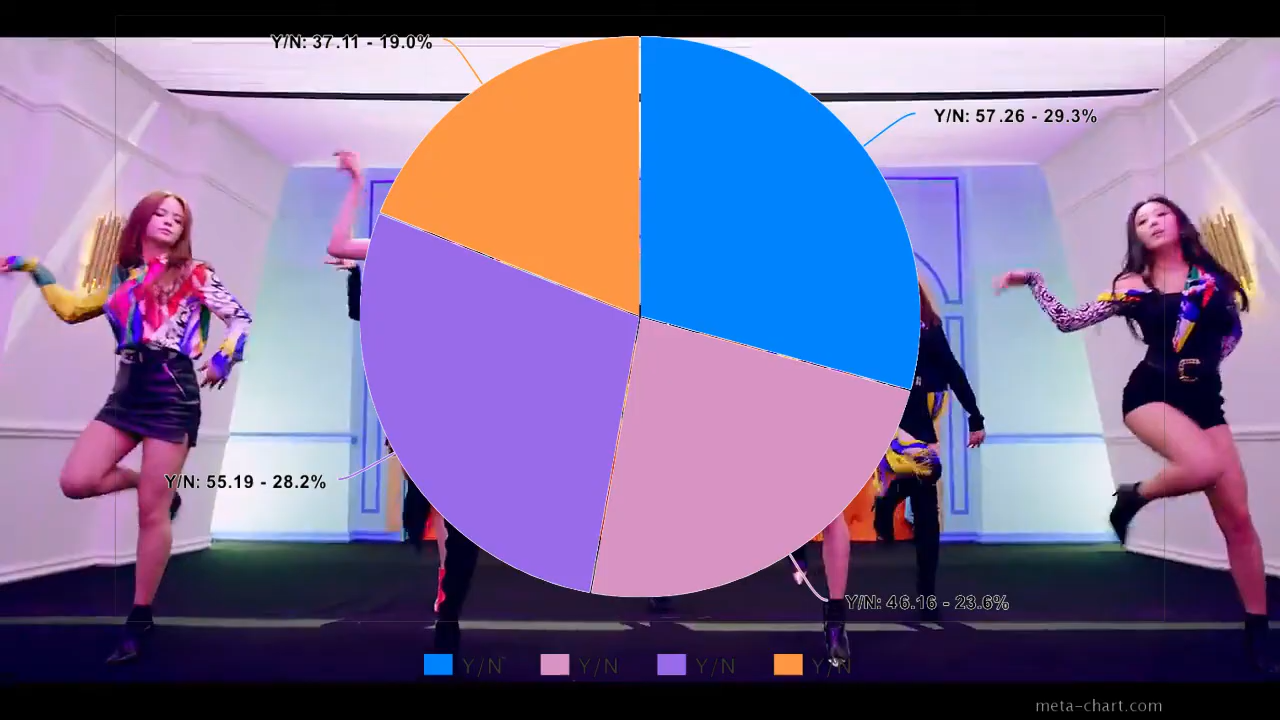 Y/N: 37.11 - 19.0%
Y/N: 57.26 - 29.3%
Y/N: 55.19 - 28.2%
Y/N: 46.16 - 23.6%
Y/N Y/N Y/N Y/N
meta-chart.com